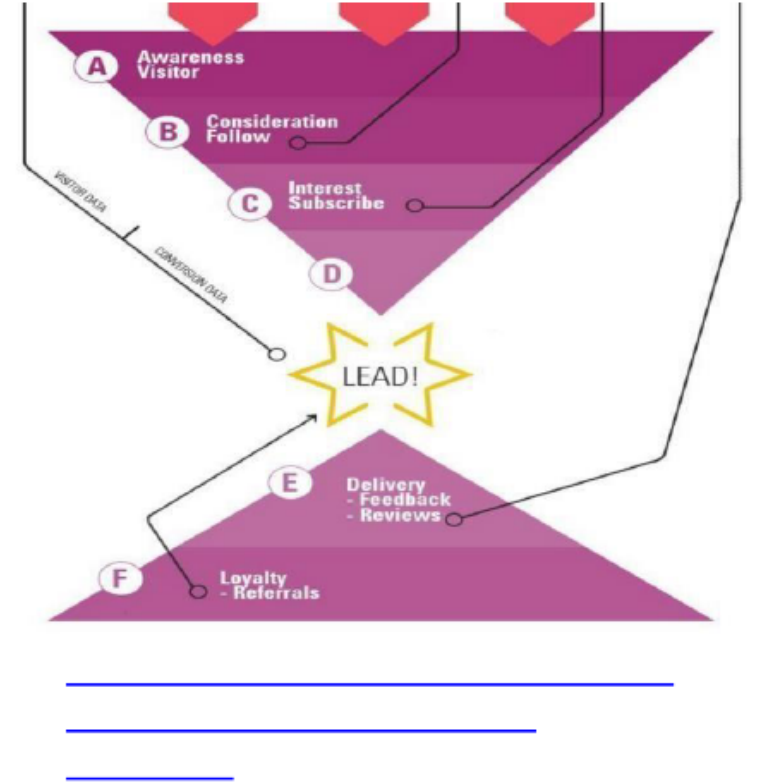 A
Awareness
Visitor
B
Consideration
Follow
C
Interest
Subscribe
VISITOR DATA
CONVERSION DATA
D
LEAD!
E
Delivery
- Feedback
- Reviews
F
Loyalty
- Referrals